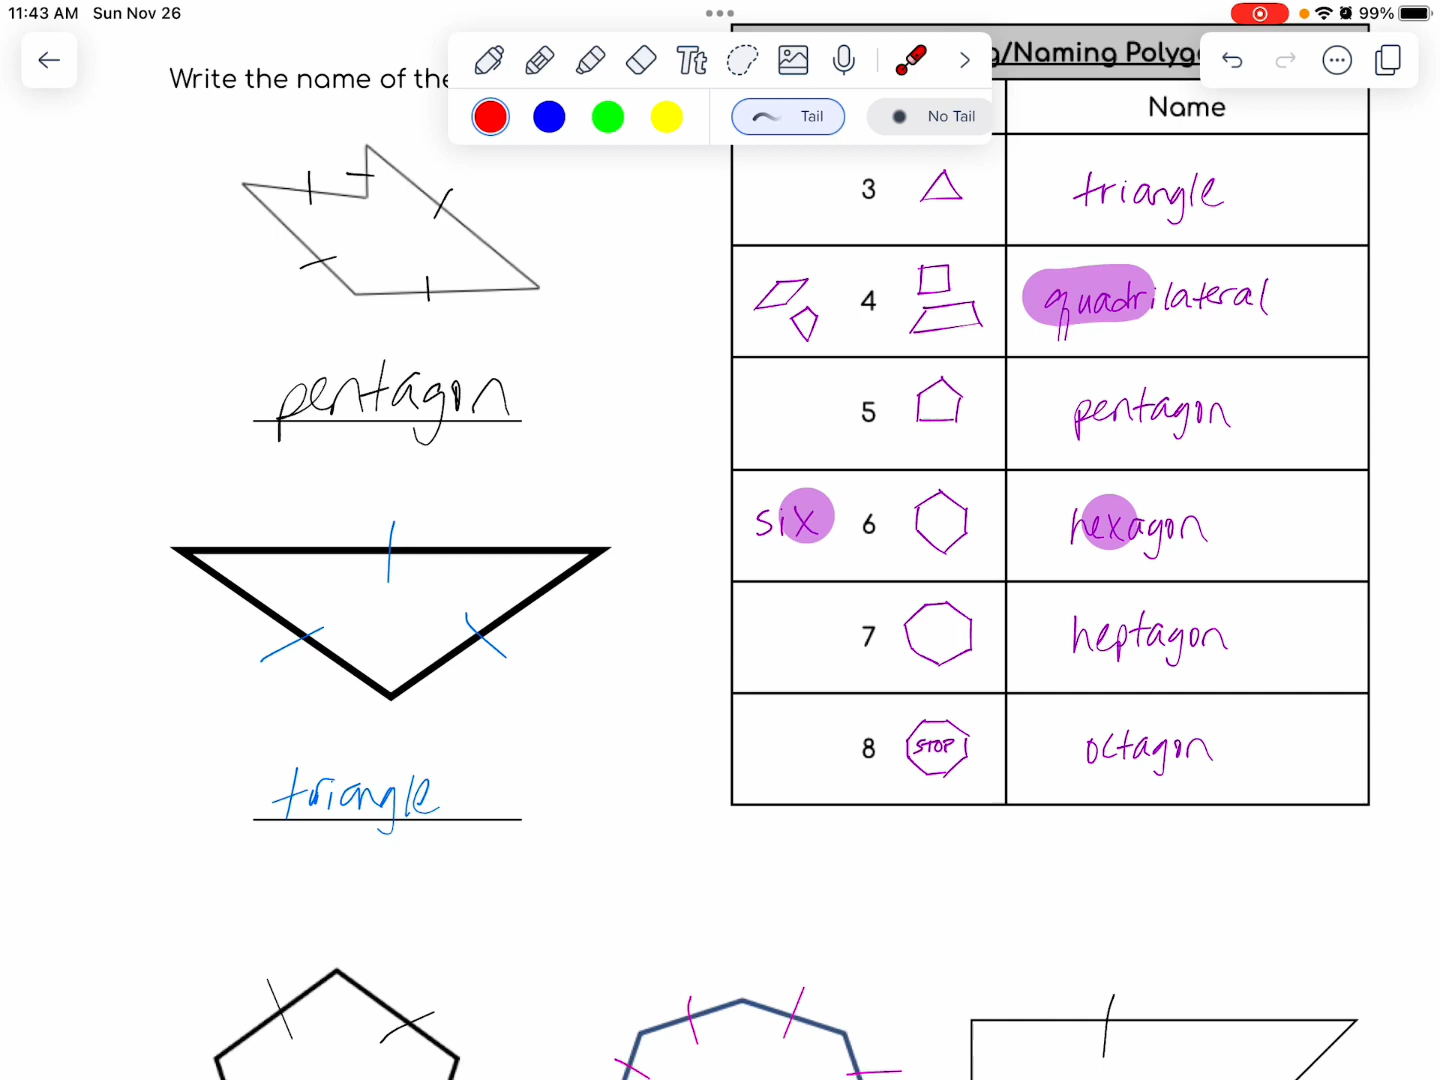 11:43 AM Sun Nov 26
99%
Write the name of the
g/Naming Polyg
Tt
Tail
No Tail
Name
3 triangle
4 quadrilateral
5 pentagon
six 6 hexagon
7 heptagon
8 STOP octagon
pentagon
triangle